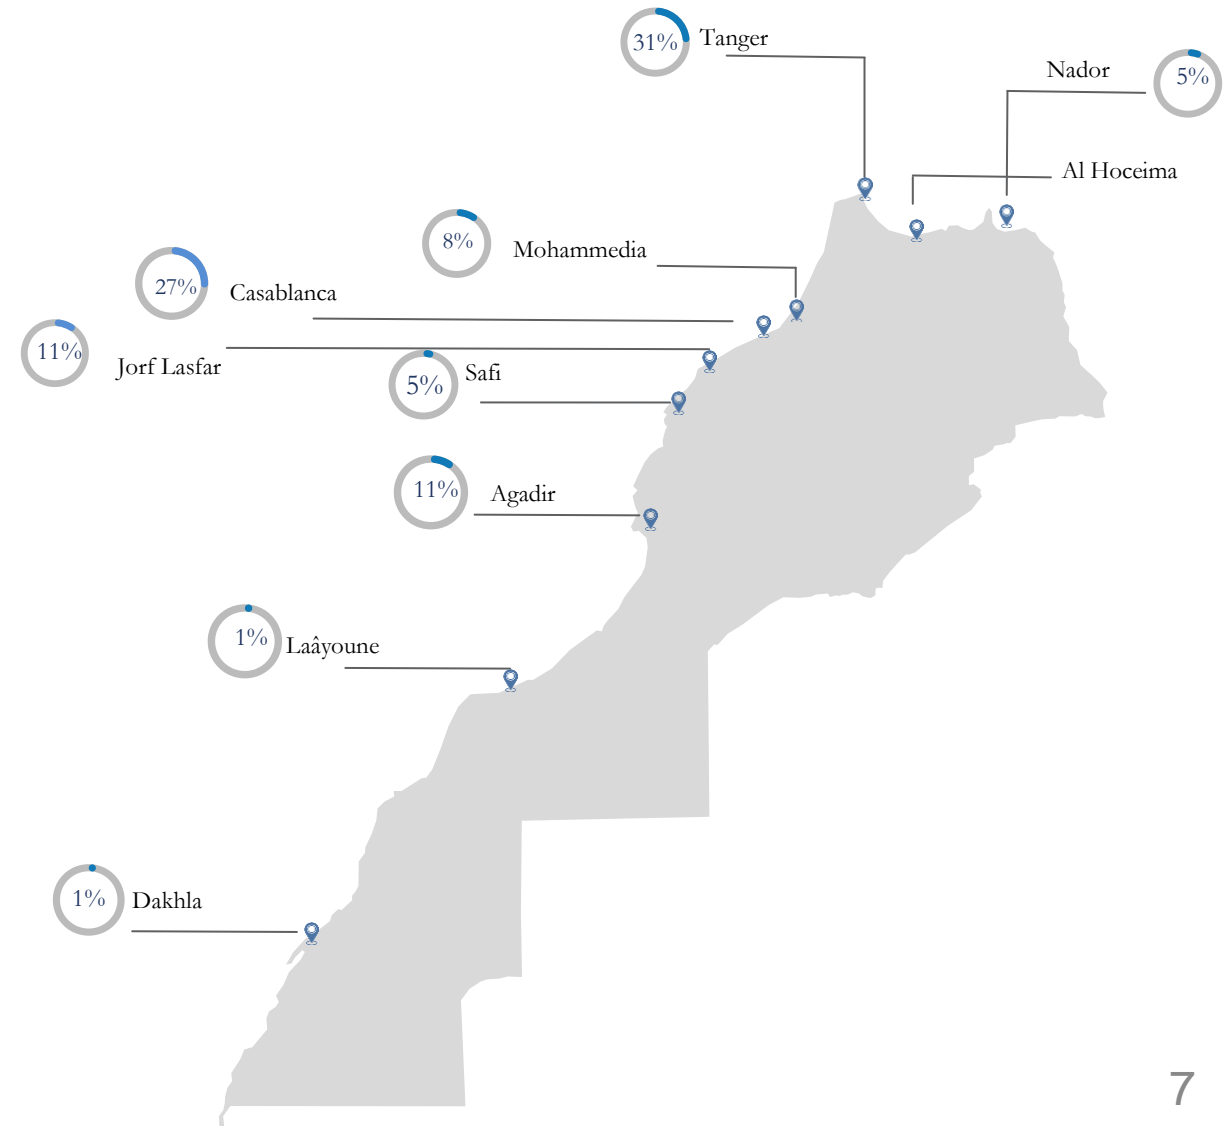 31%
Tanger
Nador
5%
Al Hoceima
8%
Mohammedia
27%
Casablanca
11%
Jorf Lasfar
5%
Safi
11%
Agadir
1%
Laâyoune
1%
Dakhla
7